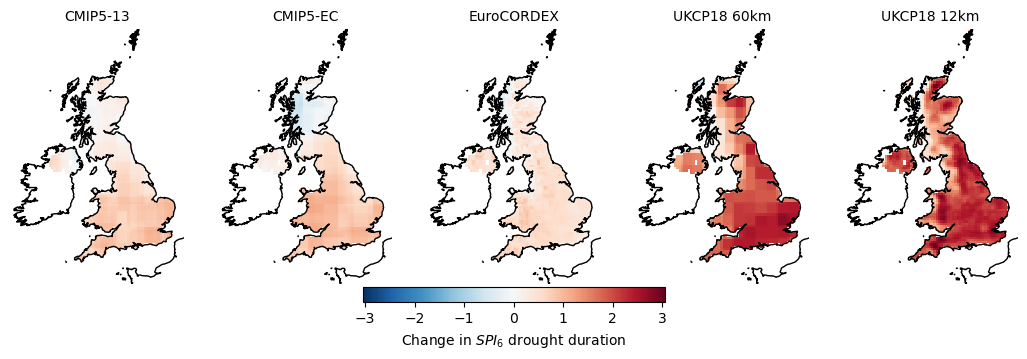 CMIP5-13 CMIP5-EC EuroCORDEX UKCP18 60km UKCP18 12km
−3 −2 −1 0 1 2 3
Change in SPI₆ drought duration